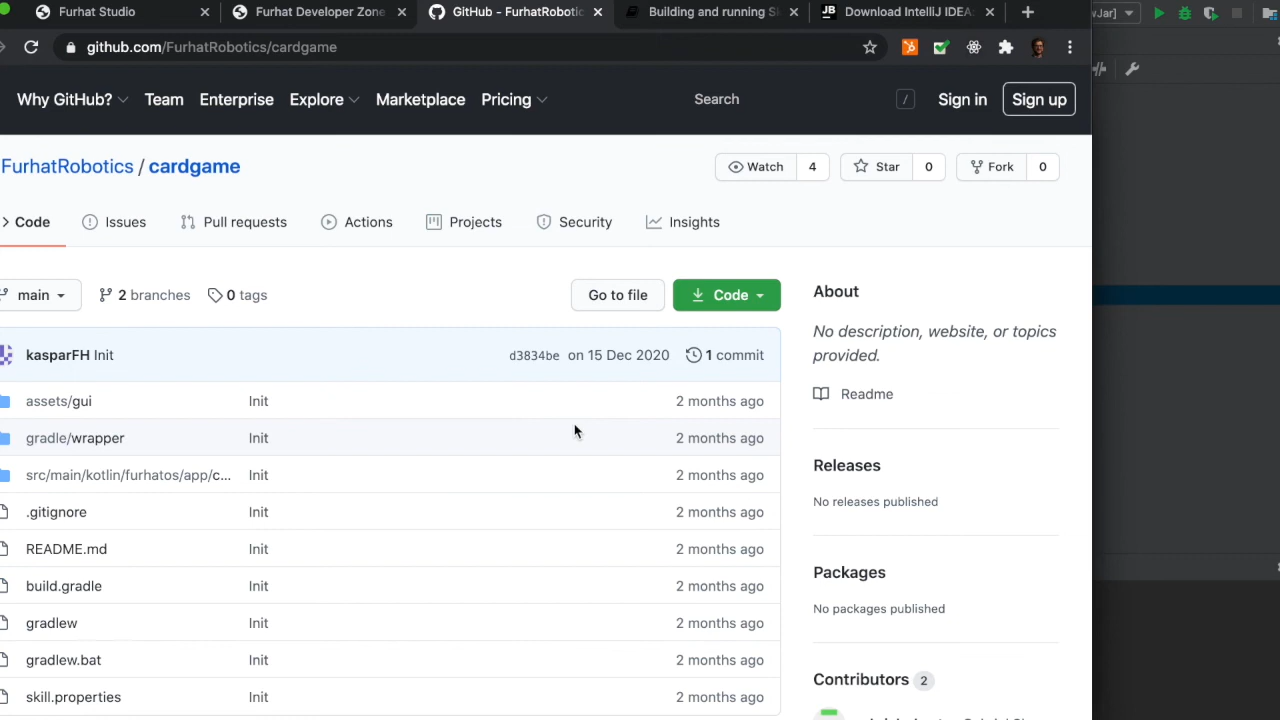 Furhat Studio
Furhat Developer Zone
GitHub - FurhatRobotic
Building and running Sk
Download IntelliJ IDEA:
Jar]
github.com/FurhatRobotics/cardgame
Why GitHub? Team Enterprise Explore Marketplace Pricing Search / Sign in Sign up
FurhatRobotics / cardgame
Watch 4 Star 0 Fork 0
Code Issues Pull requests Actions Projects Security Insights
main 2 branches 0 tags Go to file Code
kasparFH Init d3834be on 15 Dec 2020 1 commit
assets/gui Init 2 months ago
gradle/wrapper Init 2 months ago
src/main/kotlin/furhatos/app/c... Init 2 months ago
.gitignore Init 2 months ago
README.md Init 2 months ago
build.gradle Init 2 months ago
gradlew Init 2 months ago
gradlew.bat Init 2 months ago
skill.properties Init 2 months ago
About
No description, website, or topics
provided.
Readme
Releases
No releases published
Packages
No packages published
Contributors 2